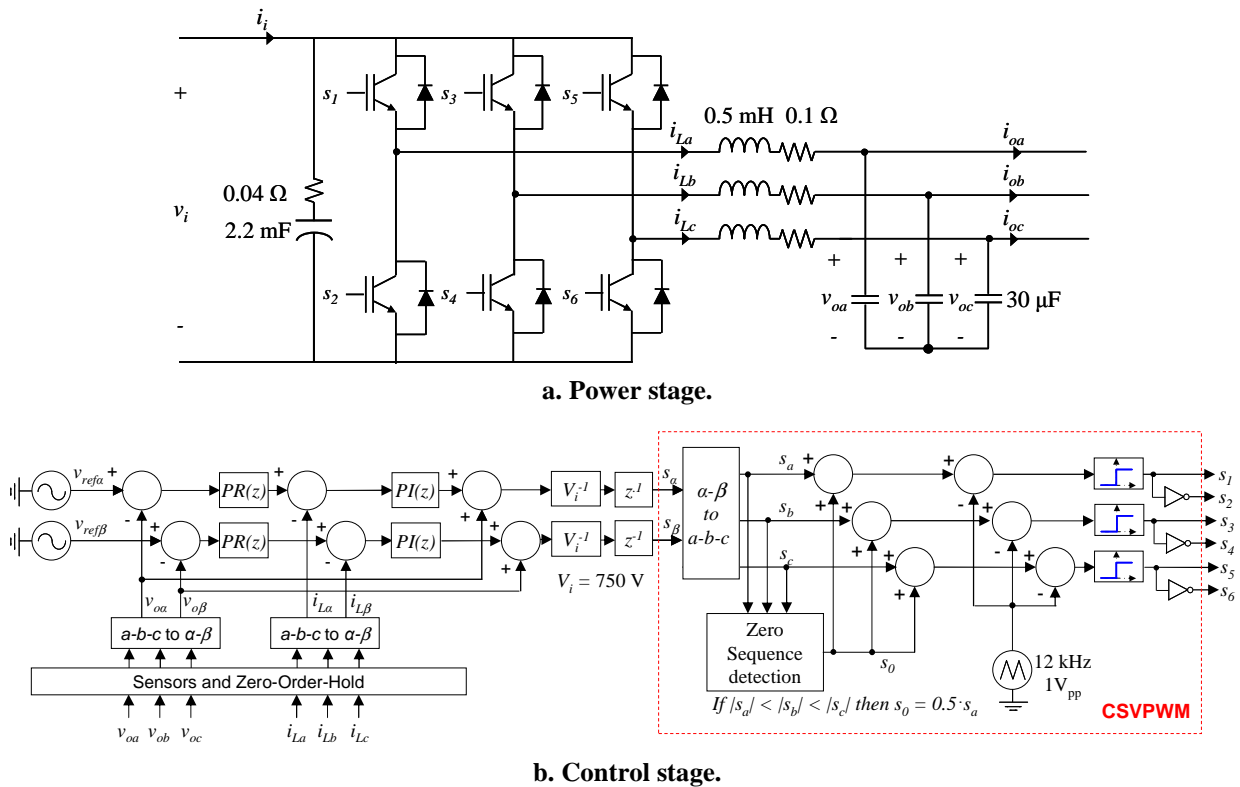 i_i
+
v_i
-
0.04 Ω
2.2 mF
s_1
s_3
s_5
s_2
s_4
s_6
0.5 mH 0.1 Ω
i_La
i_Lb
i_Lc
i_oa
i_ob
i_oc
+ + +
v_oa v_ob v_oc 30 μF
- - -
a. Power stage.
v_refα + + + 
PR(z) PI(z) V_i^-1 z^-1 s_α
- - +
v_refβ + + +
PR(z) PI(z) V_i^-1 z^-1 s_β
- - +
V_i = 750 V
v_oα v_oβ i_Lα i_Lβ
a-b-c to α-β a-b-c to α-β
Sensors and Zero-Order-Hold
v_oa v_ob v_oc i_La i_Lb i_Lc
α-β
to
a-b-c
s_a
s_b
s_c
+ + + + + +
+ + + - - -
Zero
Sequence
detection
s_0
If |s_a| < |s_b| < |s_c| then s_0 = 0.5·s_a
12 kHz
1V_pp
CSVPWM
s_1
s_2
s_3
s_4
s_5
s_6
b. Control stage.